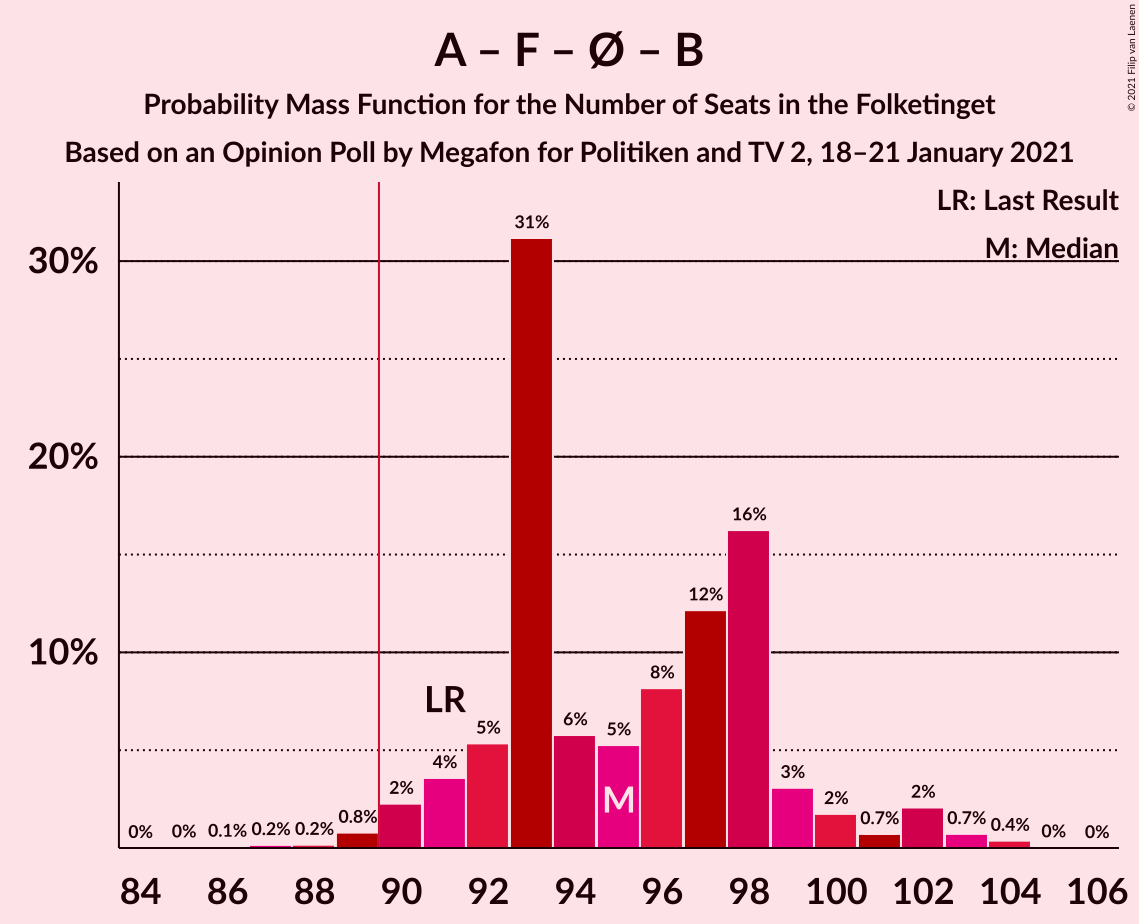 A – F – Ø – B
Probability Mass Function for the Number of Seats in the Folketinget
Based on an Opinion Poll by Megafon for Politiken and TV 2, 18–21 January 2021
© 2021 Filip van Laenen
LR: Last Result
M: Median
30%
20%
10%
0% 0% 0.1% 0.2% 0.2% 0.8% 2% 4% 5% 31% 6% 5% 8% 12% 16% 3% 2% 0.7% 2% 0.7% 0.4% 0% 0%
LR
M
84 86 88 90 92 94 96 98 100 102 104 106